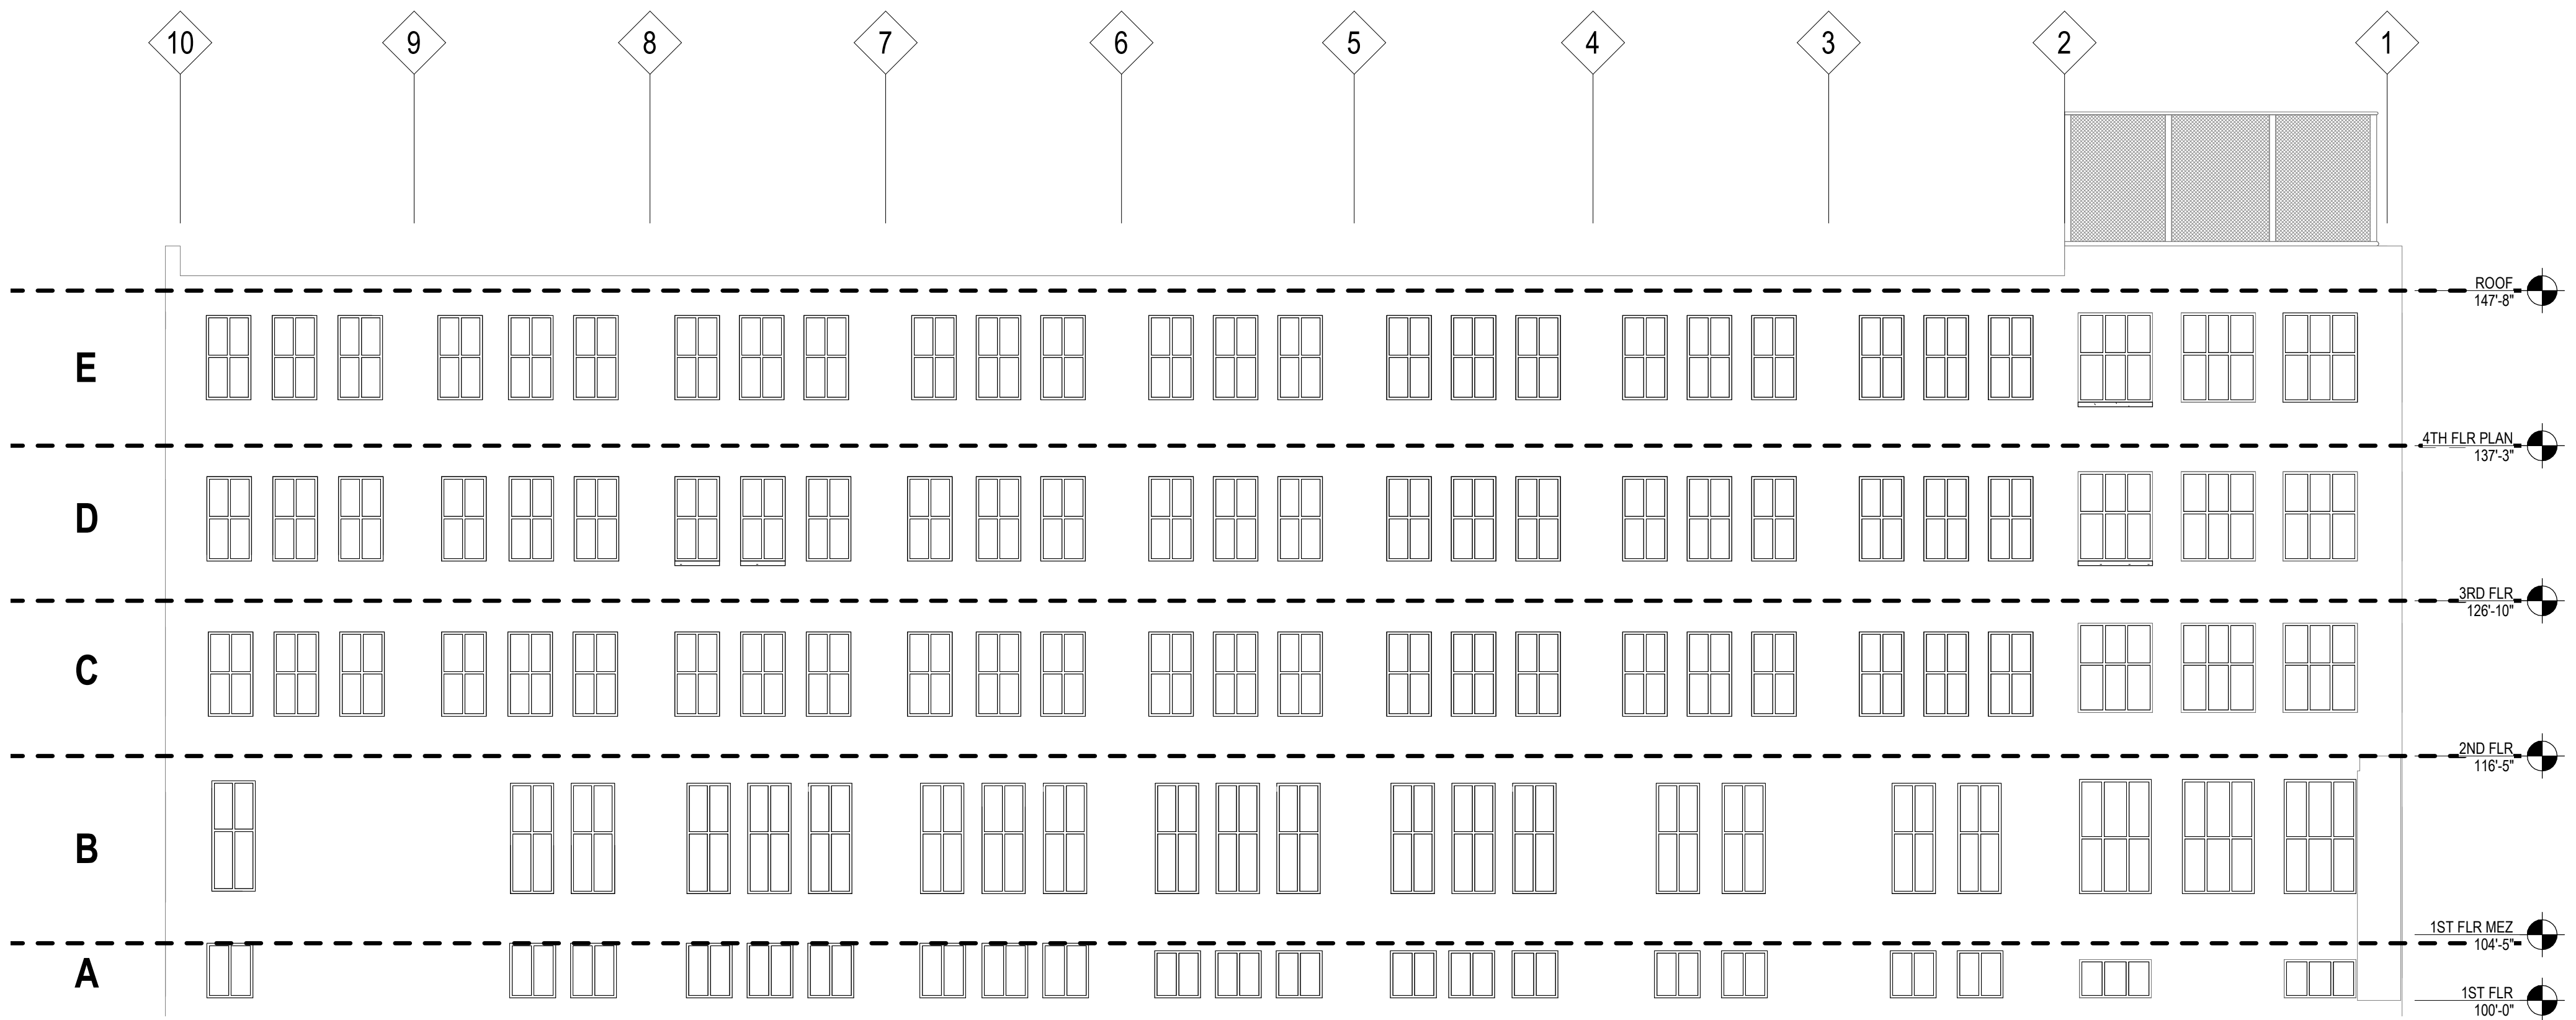 10 9 8 7 6 5 4 3 2 1
ROOF
147'-8"
E
4TH FLR PLAN
137'-3"
D
3RD FLR
126'-10"
C
2ND FLR
116'-5"
B
1ST FLR MEZ
104'-5"
A
1ST FLR
100'-0"